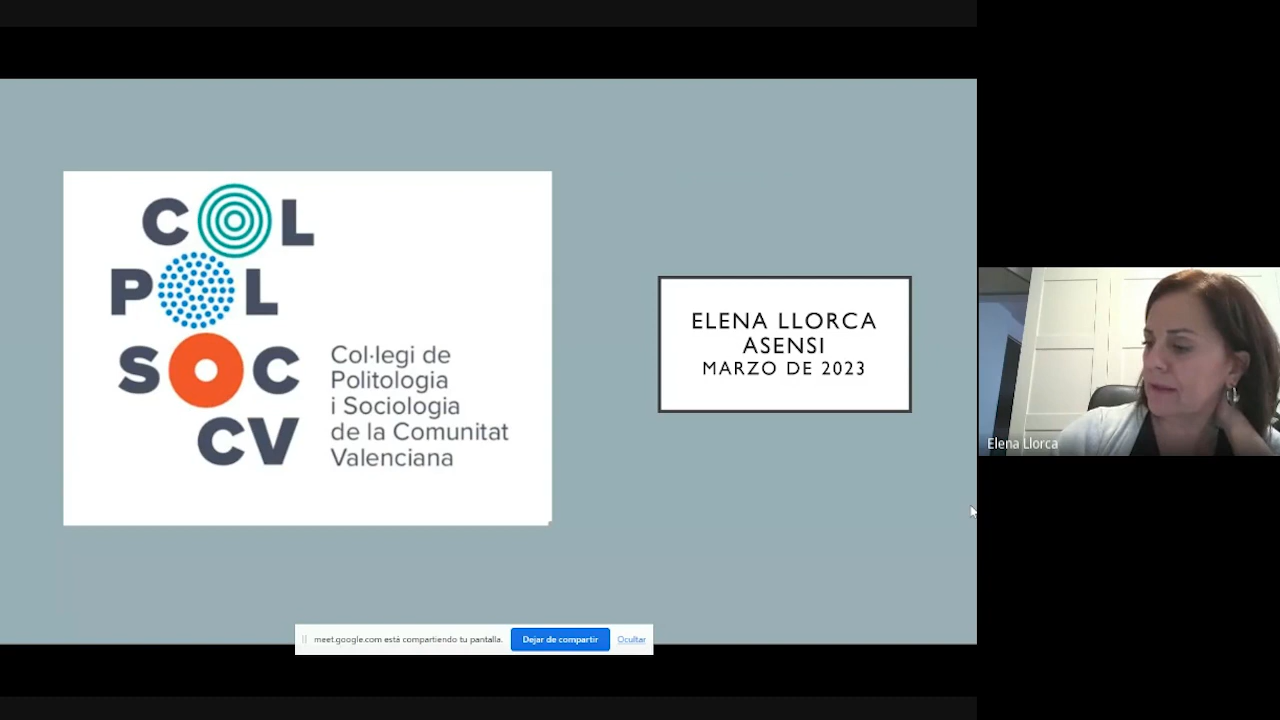 COL
POL
SOC
CV
Col·legi de
Politologia
i Sociologia
de la Comunitat
Valenciana
ELENA LLORCA
ASENSI
MARZO DE 2023
Elena Llorca
meet.google.com está compartiendo tu pantalla. Dejar de compartir Ocultar